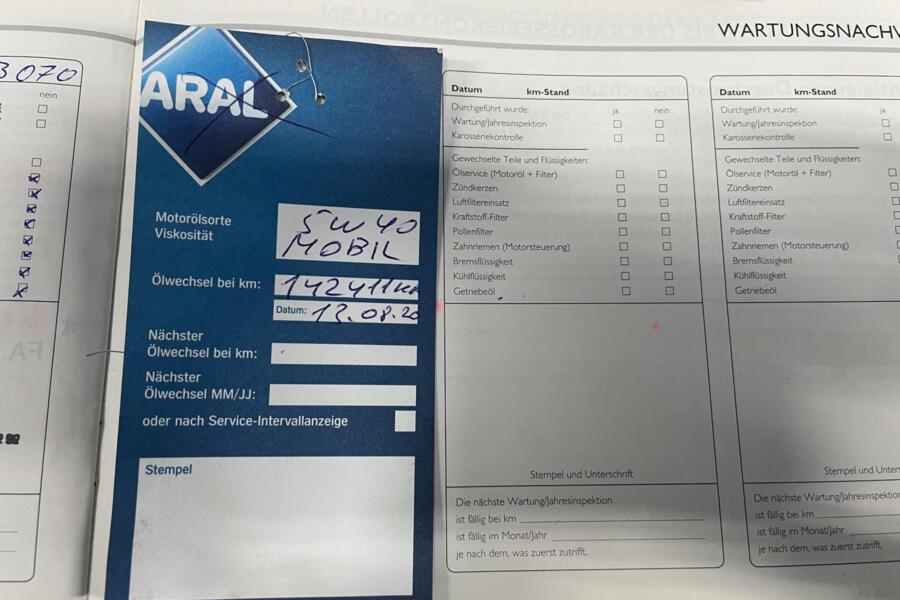 WARTUNGSNACHW
3070
nein
ARAL
Motorölsorte
Viskosität
5W40
MOBIL
Ölwechsel bei km:
142411km
Datum: 13.08.20
Nächster
Ölwechsel bei km:
Nächster
Ölwechsel MM/JJ:
oder nach Service-Intervallanzeige
Stempel
Datum km-Stand
Durchgeführt wurde: ja nein
Wartung/Jahresinspektion
Karosseriekontrolle
Gewechselte Teile und Flüssigkeiten:
Ölservice (Motoröl + Filter)
Zündkerzen
Luftfiltereinsatz
Kraftstoff-Filter
Pollenfilter
Zahnriemen (Motorsteuerung)
Bremsflüssigkeit
Kühlflüssigkeit
Getriebeöl
Stempel und Unterschrift
Die nächste Wartung/Jahresinspektion
ist fällig bei km
ist fällig im Monat/Jahr
je nach dem, was zuerst zutrifft.
Datum km-Stand
Durchgeführt wurde: ja
Wartung/Jahresinspektion
Karosseriekontrolle
Gewechselte Teile und Flüssigkeiten:
Ölservice (Motoröl + Filter)
Zündkerzen
Luftfiltereinsatz
Kraftstoff-Filter
Pollenfilter
Zahnriemen (Motorsteuerung)
Bremsflüssigkeit
Kühlflüssigkeit
Getriebeöl
Stempel und Unter
Die nächste Wartung/Jahresinspektion
ist fällig bei km
ist fällig im Monat/Jahr
je nach dem, was zuerst zutrifft.